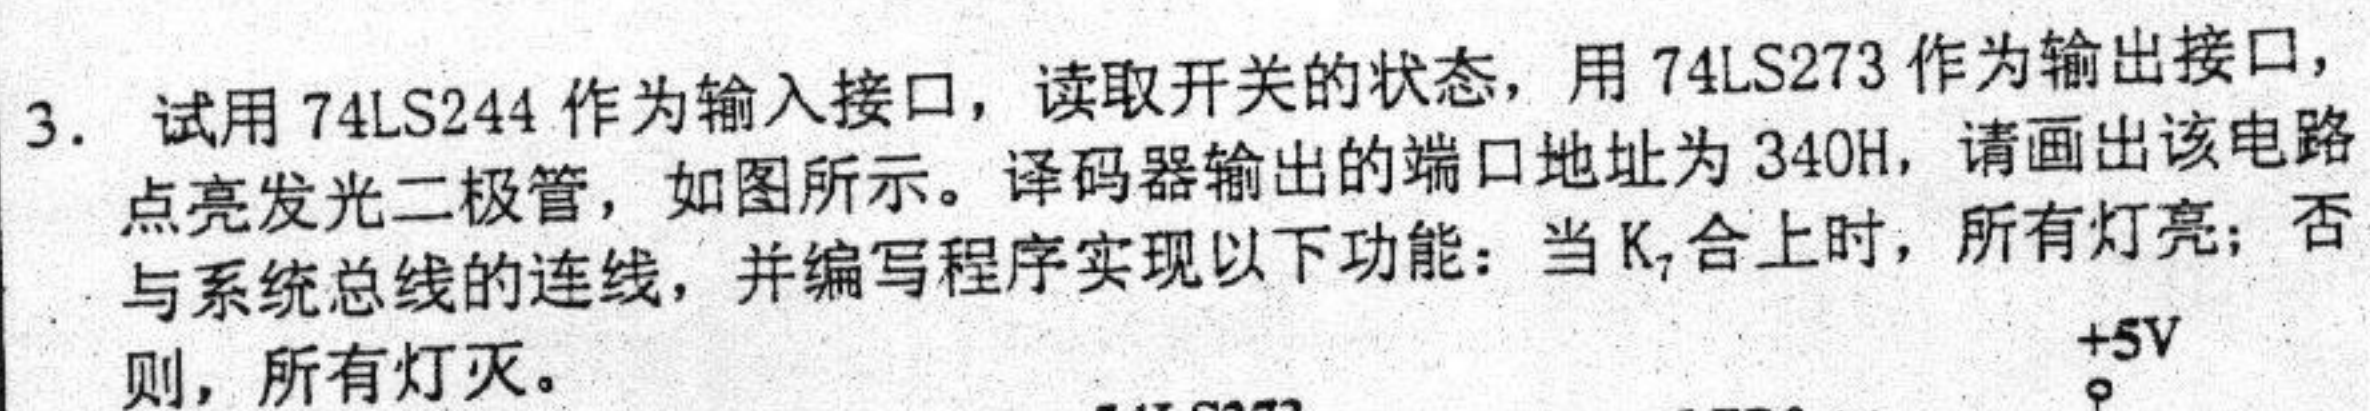 3. 试用 74LS244 作为输入接口，读取开关的状态，用 74LS273 作为输出接口，
点亮发光二极管，如图所示。译码器输出的端口地址为 340H，请画出该电路
与系统总线的连线，并编写程序实现以下功能：当 K₇合上时，所有灯亮；否
则，所有灯灭。
+5V